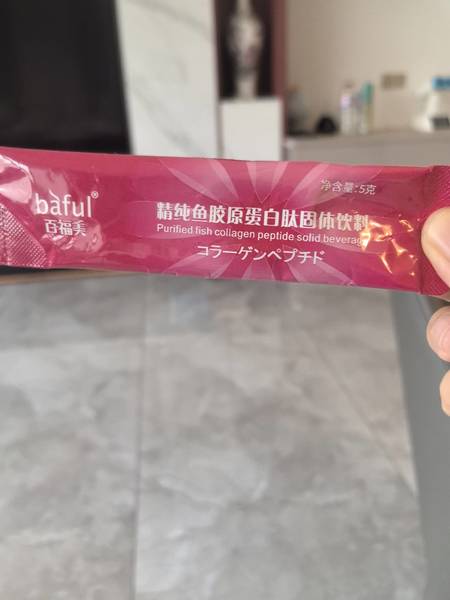 baful®
百福美
净含量:5克
精纯鱼胶原蛋白肽固体饮料
Purified fish collagen peptide solid beverage
コラーゲンペプチド